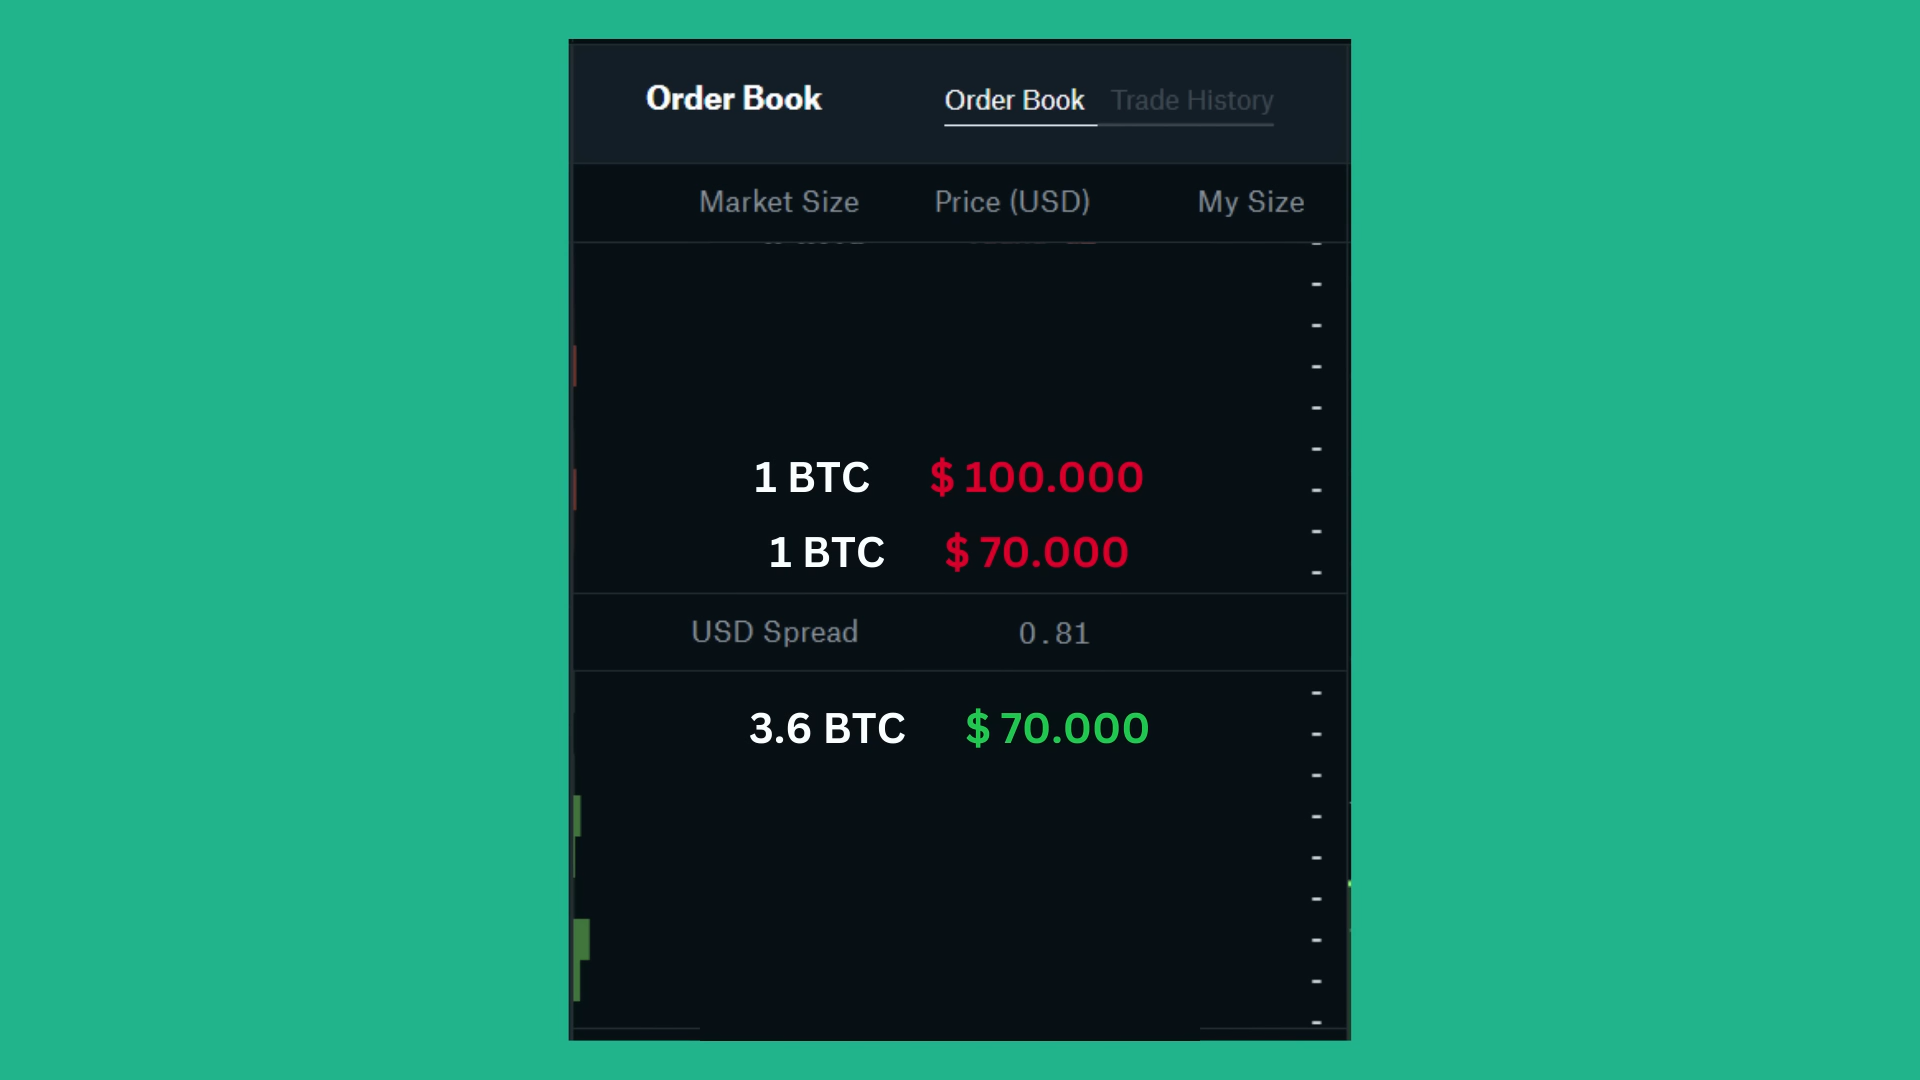 Order Book
Order Book Trade History
Market Size Price (USD) My Size
1 BTC $ 100.000
1 BTC $ 70.000
USD Spread 0.81
3.6 BTC $ 70.000